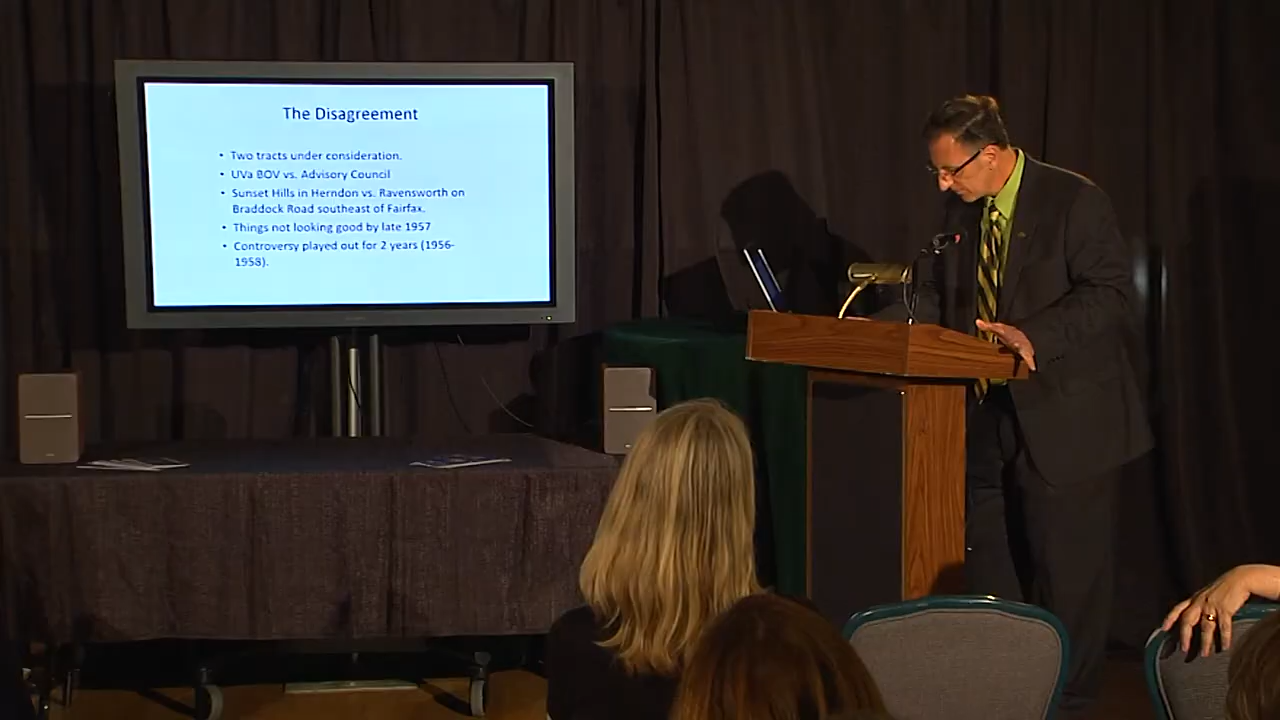 The Disagreement
• Two tracts under consideration.
• UVa BOV vs. Advisory Council
• Sunset Hills in Herndon vs. Ravensworth on
Braddock Road southeast of Fairfax.
• Things not looking good by late 1957
• Controversy played out for 2 years (1956-
1958).